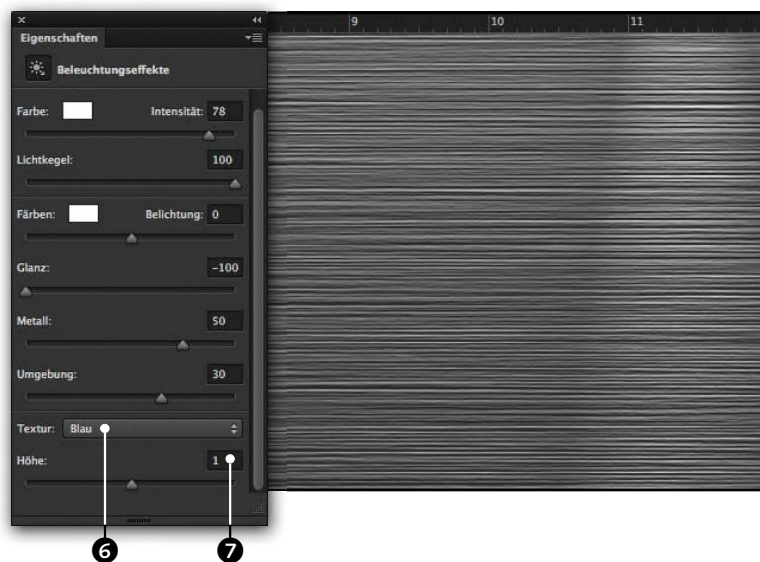 9 10 11
Eigenschaften
Beleuchtungseffekte
Farbe: Intensität: 78
Lichtkegel: 100
Färben: Belichtung: 0
Glanz: -100
Metall: 50
Umgebung: 30
Textur: Blau
Höhe: 1
6 7